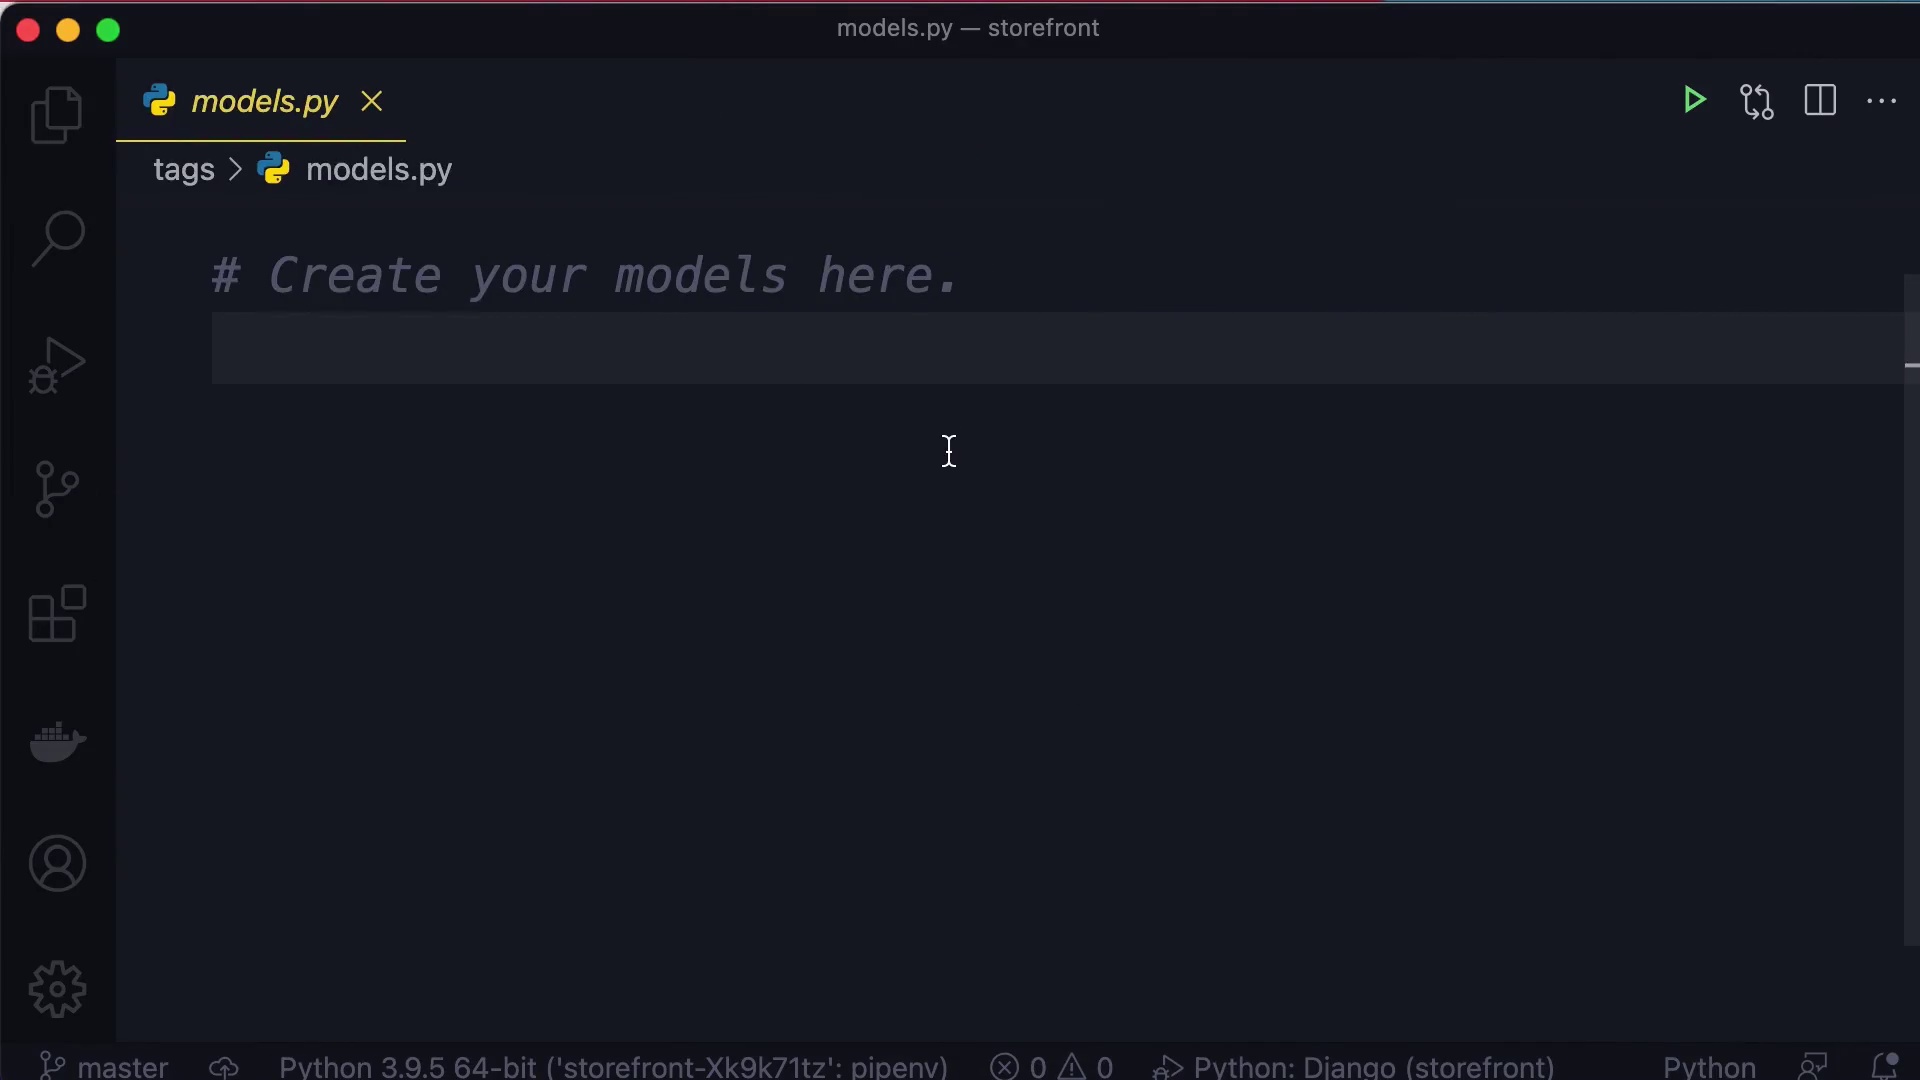 models.py — storefront
models.py
tags > models.py
# Create your models here.
master
Python 3.9.5 64-bit ('storefront-Xk9k71tz': pipenv)
0
0
Python: Django (storefront)
Python